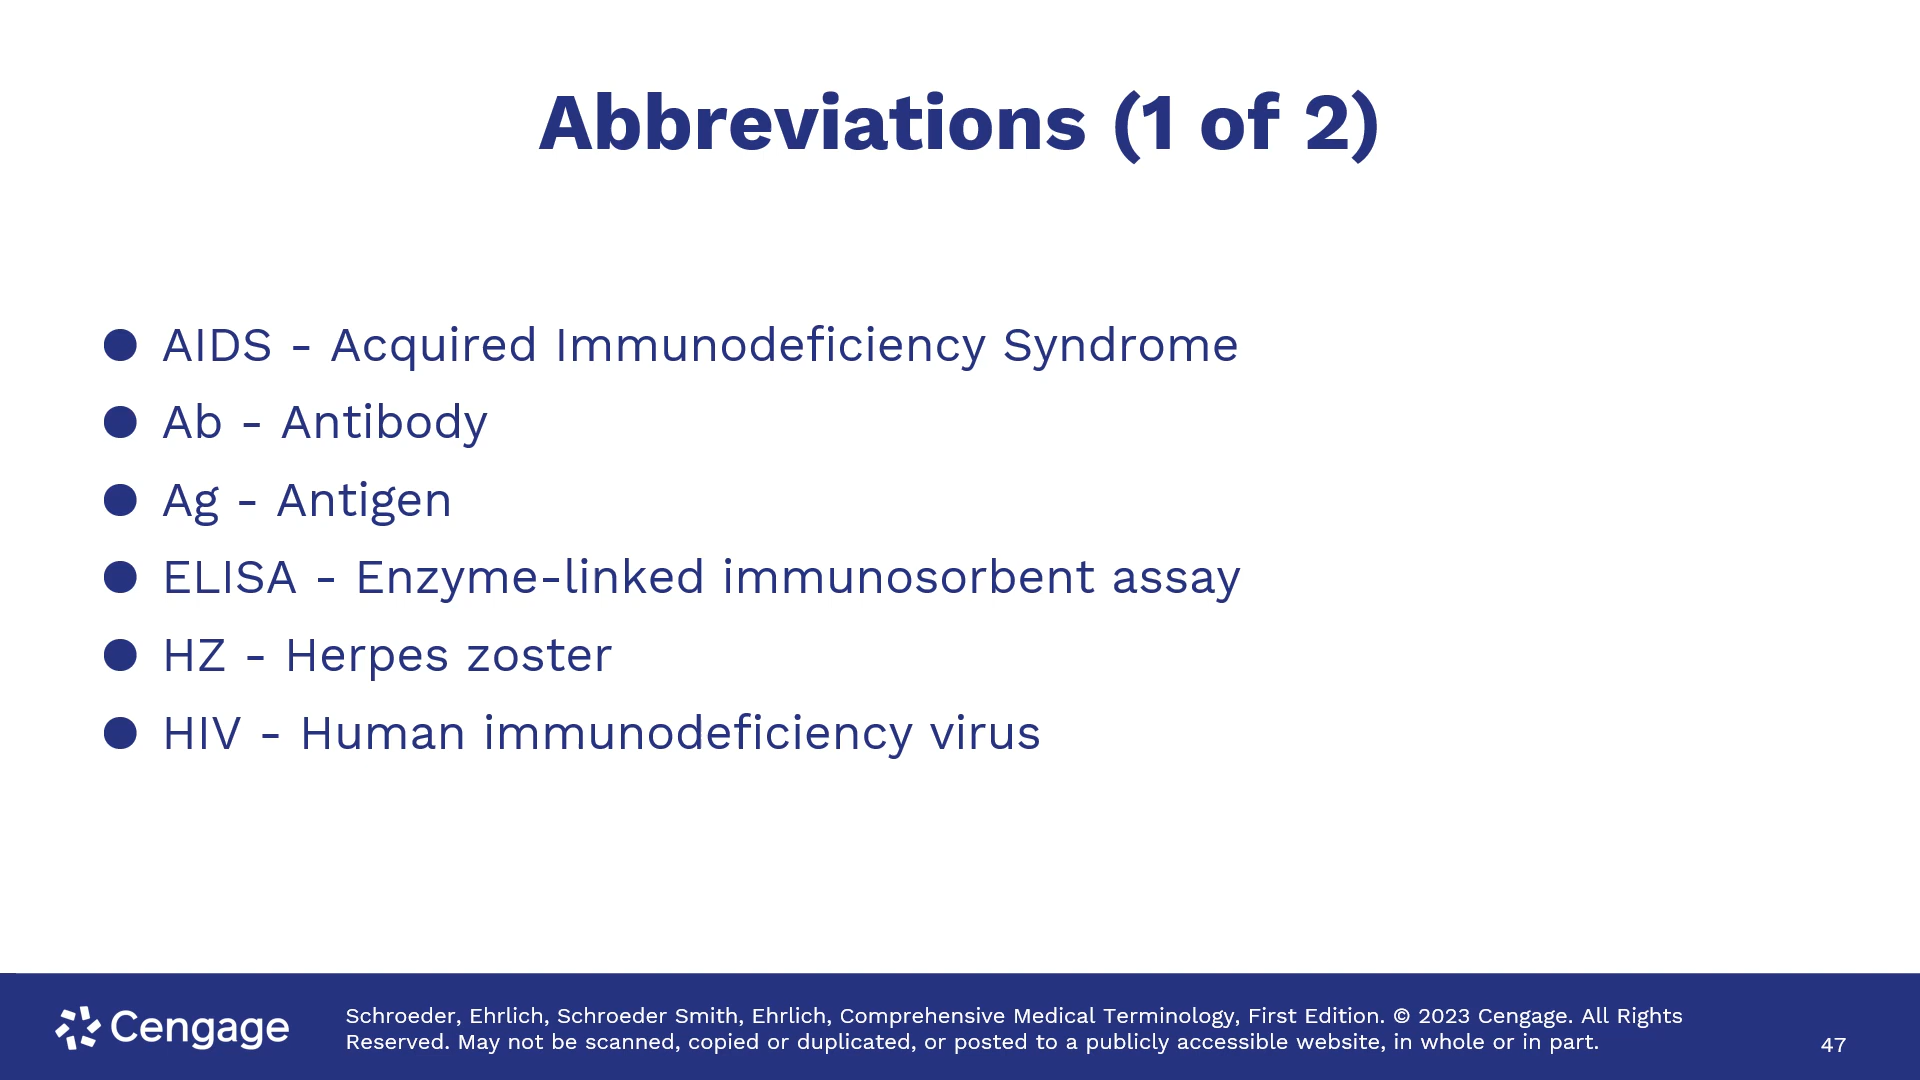 Abbreviations (1 of 2)
● AIDS - Acquired Immunodeficiency Syndrome
● Ab - Antibody
● Ag - Antigen
● ELISA - Enzyme-linked immunosorbent assay
● HZ - Herpes zoster
● HIV - Human immunodeficiency virus
Cengage
Schroeder, Ehrlich, Schroeder Smith, Ehrlich, Comprehensive Medical Terminology, First Edition. © 2023 Cengage. All Rights
Reserved. May not be scanned, copied or duplicated, or posted to a publicly accessible website, in whole or in part.
47